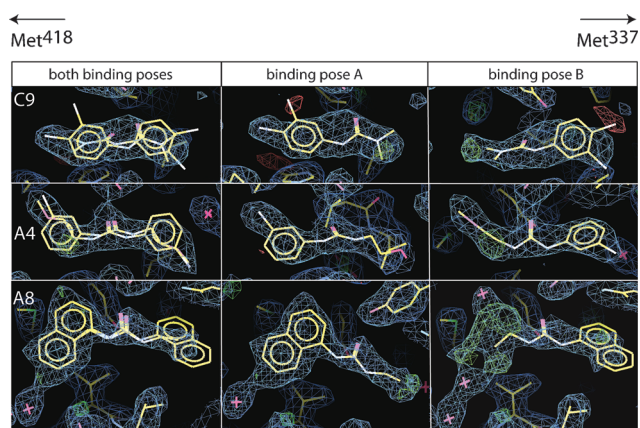 Met418 Met337
both binding poses binding pose A binding pose B
C9
A4
A8